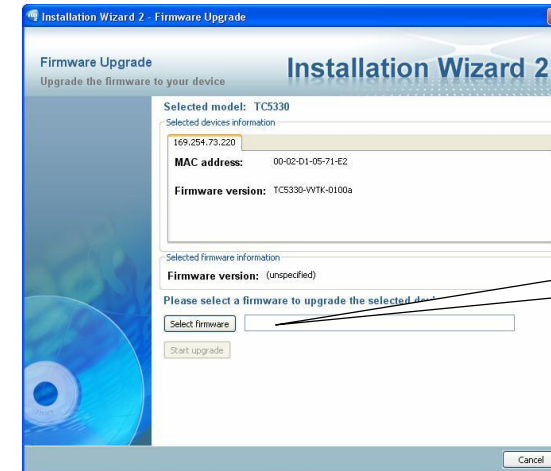 Installation Wizard 2 - Firmware Upgrade
Firmware Upgrade
Upgrade the firmware to your device
Installation Wizard 2
Selected model: TC5330
Selected devices information
169.254.73.220
MAC address: 00-02-D1-05-71-E2
Firmware version: TC5330-VVTK-0100a
Selected firmware information
Firmware version: (unspecified)
Please select a firmware to upgrade the selected
Select firmware
Start upgrade
Cancel